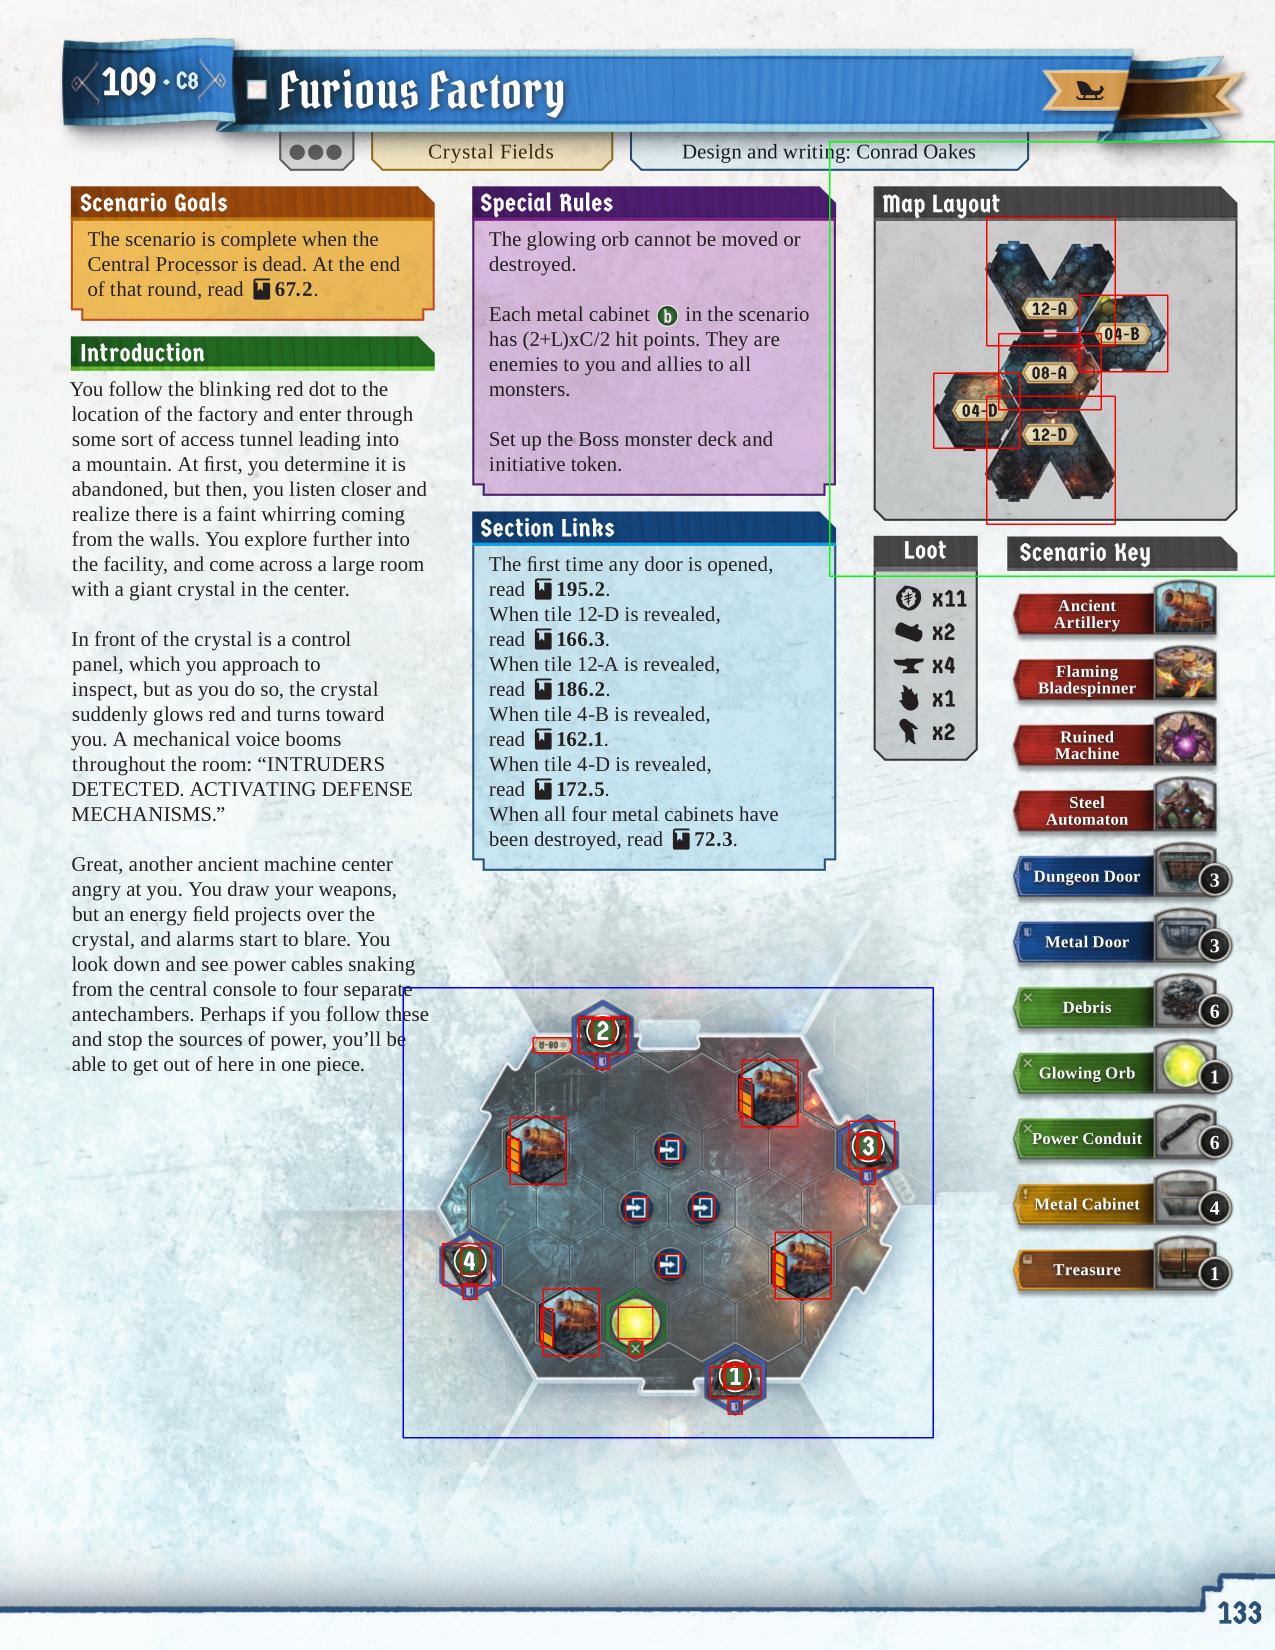 109 · C8
Furious Factory
Crystal Fields
Design and writing: Conrad Oakes
Scenario Goals
The scenario is complete when the
Central Processor is dead. At the end
of that round, read 67.2.
Introduction
You follow the blinking red dot to the
location of the factory and enter through
some sort of access tunnel leading into
a mountain. At first, you determine it is
abandoned, but then, you listen closer and
realize there is a faint whirring coming
from the walls. You explore further into
the facility, and come across a large room
with a giant crystal in the center.
In front of the crystal is a control
panel, which you approach to
inspect, but as you do so, the crystal
suddenly glows red and turns toward
you. A mechanical voice booms
throughout the room: “INTRUDERS
DETECTED. ACTIVATING DEFENSE
MECHANISMS.”
Great, another ancient machine center
angry at you. You draw your weapons,
but an energy field projects over the
crystal, and alarms start to blare. You
look down and see power cables snaking
from the central console to four separate
antechambers. Perhaps if you follow these
and stop the sources of power, you’ll be
able to get out of here in one piece.
Special Rules
The glowing orb cannot be moved or
destroyed.
Each metal cabinet b in the scenario
has (2+L)xC/2 hit points. They are
enemies to you and allies to all
monsters.
Set up the Boss monster deck and
initiative token.
Section Links
The first time any door is opened,
read 195.2.
When tile 12-D is revealed,
read 166.3.
When tile 12-A is revealed,
read 186.2.
When tile 4-B is revealed,
read 162.1.
When tile 4-D is revealed,
read 172.5.
When all four metal cabinets have
been destroyed, read 72.3.
Map Layout
12-A
04-B
08-A
04-D
12-D
Loot
x11
x2
x4
x1
x2
Scenario Key
Ancient
Artillery
Flaming
Bladespinner
Ruined
Machine
Steel
Automaton
Dungeon Door 3
Metal Door 3
Debris 6
Glowing Orb 1
Power Conduit 6
Metal Cabinet 4
Treasure 1
2
08-A
3
4
1
133